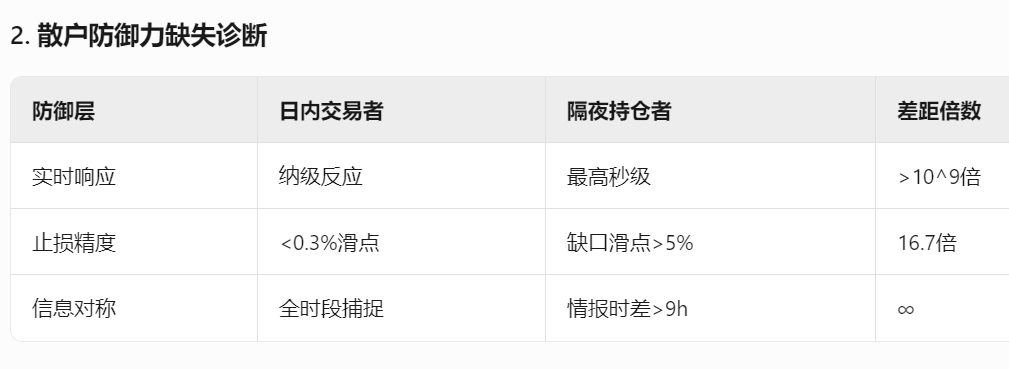 2. 散户防御力缺失诊断
防御层 日内交易者 隔夜持仓者 差距倍数
实时响应 纳级反应 最高秒级 >10^9倍
止损精度 <0.3%滑点 缺口滑点>5% 16.7倍
信息对称 全时段捕捉 情报时差>9h ∞